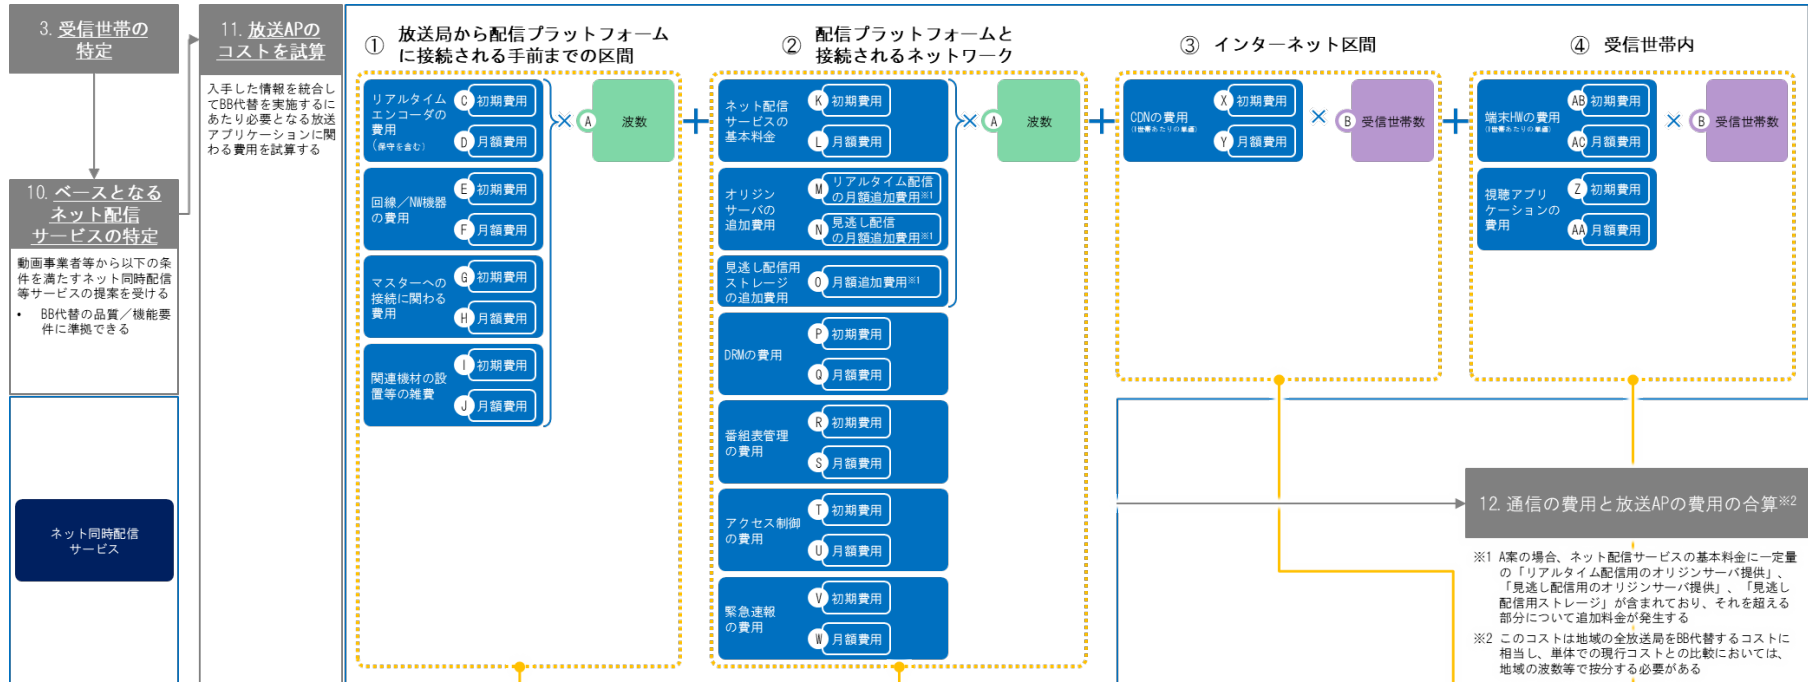 3. 受信世帯の
特定
10. ベースとなる
ネット配信
サービスの特定
動画事業者等から以下の条
件を満たすネット同時配信
等サービスの提案を受ける
• BB代替の品質／機能要
件に準拠できる
ネット同時配信
サービス
11. 放送APの
コストを試算
入手した情報を統合し
てBB代替を実施するに
あたり必要となる放送
アプリケーションに関
わる費用を試算する
① 放送局から配信プラットフォーム
に接続される手前までの区間
リアルタイム
エンコーダの
費用
（保守を含む）
C 初期費用
D 月額費用
回線／NW機器
の費用
E 初期費用
F 月額費用
マスターへの
接続に関わる
費用
G 初期費用
H 月額費用
関連機材の設
置等の雑費
I 初期費用
J 月額費用
×
A 波数
+
② 配信プラットフォームと
接続されるネットワーク
ネット配信
サービスの
基本料金
K 初期費用
L 月額費用
オリジン
サーバの
追加費用
M リアルタイム配信
の月額追加費用※1
N 見逃し配信
の月額追加費用※1
見逃し配信用
ストレージ
の追加費用
O 月額追加費用※1
DRMの費用
P 初期費用
Q 月額費用
番組表管理
の費用
R 初期費用
S 月額費用
アクセス制御
の費用
T 初期費用
U 月額費用
緊急速報
の費用
V 初期費用
W 月額費用
×
A 波数
+
③ インターネット区間
CDNの費用
(1世帯あたりの単価)
X 初期費用
Y 月額費用
×
B 受信世帯数
+
④ 受信世帯内
端末HWの費用
(1世帯あたりの単価)
AB 初期費用
AC 月額費用
×
B 受信世帯数
視聴アプリ
ケーションの
費用
Z 初期費用
AA 月額費用
12. 通信の費用と放送APの費用の合算※2
※1 A案の場合、ネット配信サービスの基本料金に一定量
の「リアルタイム配信用のオリジンサーバ提供」、
「見逃し配信用のオリジンサーバ提供」、「見逃し
配信用ストレージ」が含まれており、それを超える
部分について追加料金が発生する
※2 このコストは地域の全放送局をBB代替するコストに
相当し、単体での現行コストとの比較においては、
地域の波数等で按分する必要がある